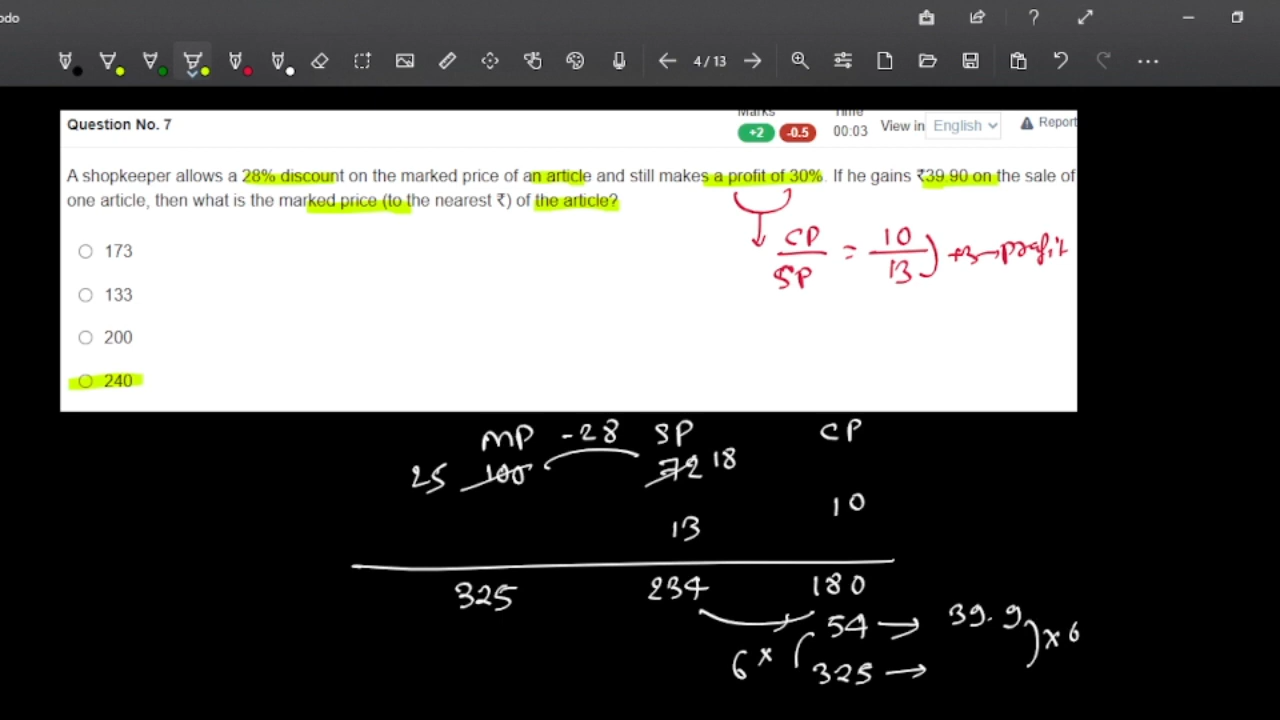 odo
4 / 13
Question No. 7
Marks
Time
+2
-0.5
00:03
View in
English
Report
A shopkeeper allows a 28% discount on the marked price of an article and still makes a profit of 30%. If he gains ₹39.90 on the sale of
one article, then what is the marked price (to the nearest ₹) of the article?
173
133
200
240
CP/SP = 10/13 ) +3→profit
MP -28 SP CP
25 100 72 18
10
13
325 234 180
54 → 39.9
6 × ( 325 → ) × 6